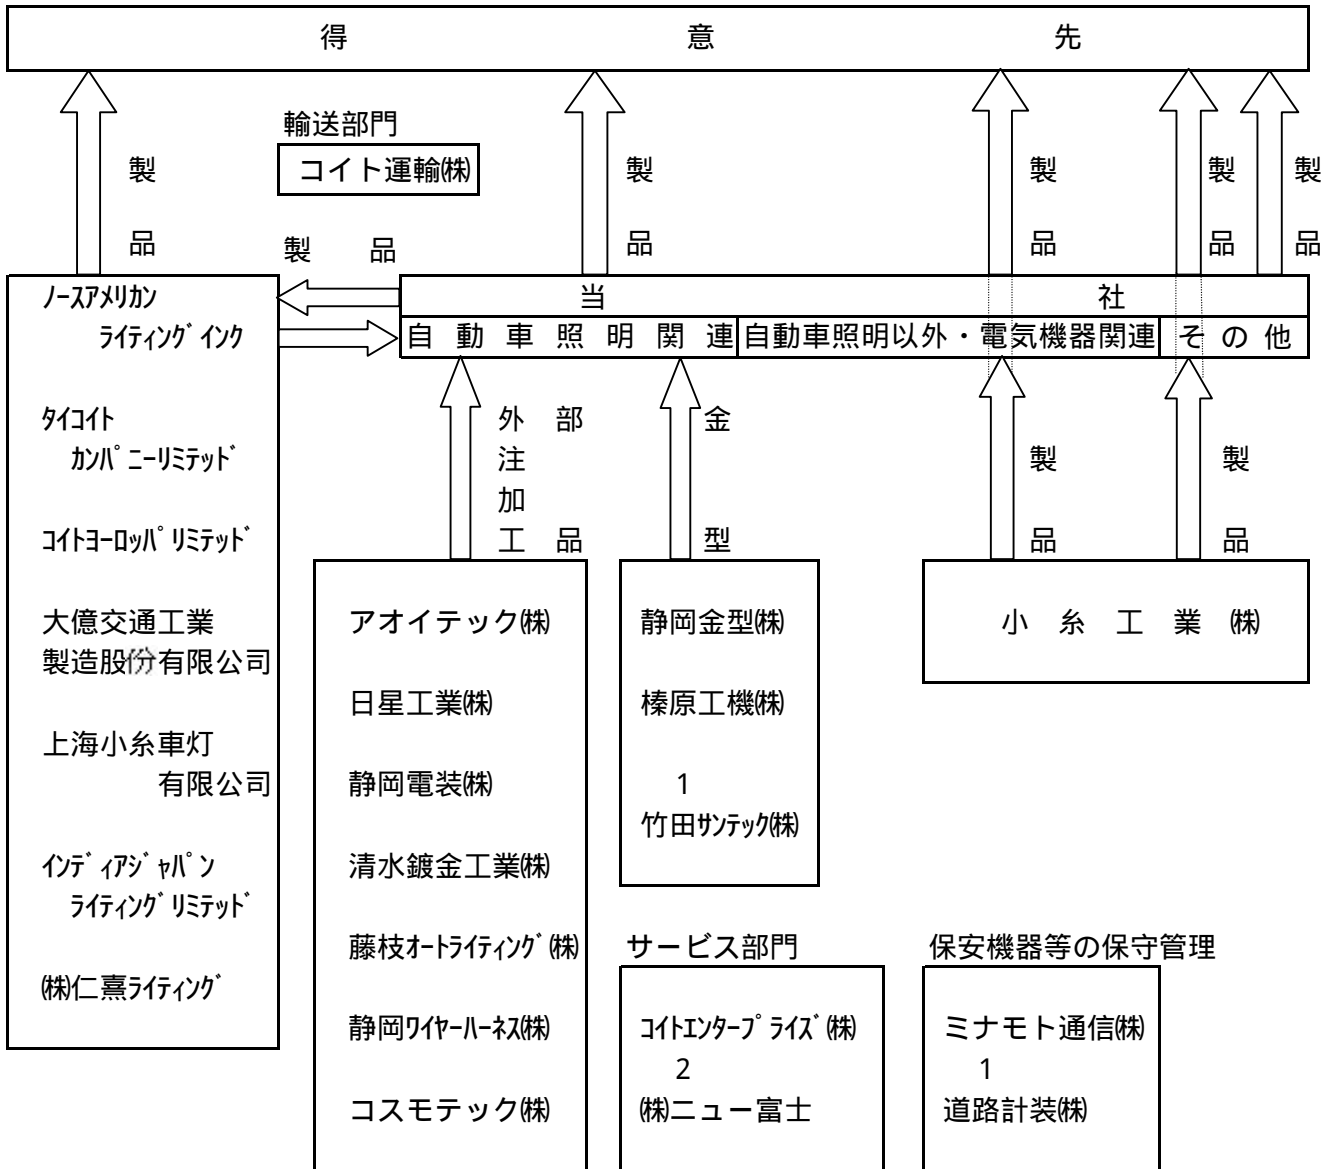 得意先
輸送部門
コイト運輸㈱
製品
製品
製品
製品
製品
製品
ﾉｰｽｱﾒﾘｶﾝ
ﾗｲﾃｨﾝｸﾞｲﾝｸ
ﾀｲｺｲﾄ
ｶﾝﾊﾟﾆｰﾘﾐﾃｯﾄﾞ
ｺｲﾄﾖｰﾛｯﾊﾟﾘﾐﾃｯﾄﾞ
大億交通工業
製造股份有限公司
上海小糸車灯
有限公司
ｲﾝﾃﾞｨｱｼﾞｬﾊﾟﾝ
ﾗｲﾃｨﾝｸﾞﾘﾐﾃｯﾄﾞ
㈱仁熹ﾗｲﾃｨﾝｸﾞ
当社
自動車照明関連
自動車照明以外・電気機器関連
その他
外部
注
加
工品
金型
製品
製品
アオイテック㈱
日星工業㈱
静岡電装㈱
清水鍍金工業㈱
藤枝ｵｰﾄﾗｲﾃｨﾝｸﾞ㈱
静岡ﾜｲﾔｰﾊｰﾈｽ㈱
コスモテック㈱
静岡金型㈱
榛原工機㈱
1
竹田ｻﾝﾃｯｸ㈱
小糸工業㈱
サービス部門
ｺｲﾄｴﾝﾀｰﾌﾟﾗｲｽﾞ㈱
2
㈱ニュー富士
保安機器等の保守管理
ミナモト通信㈱
1
道路計装㈱